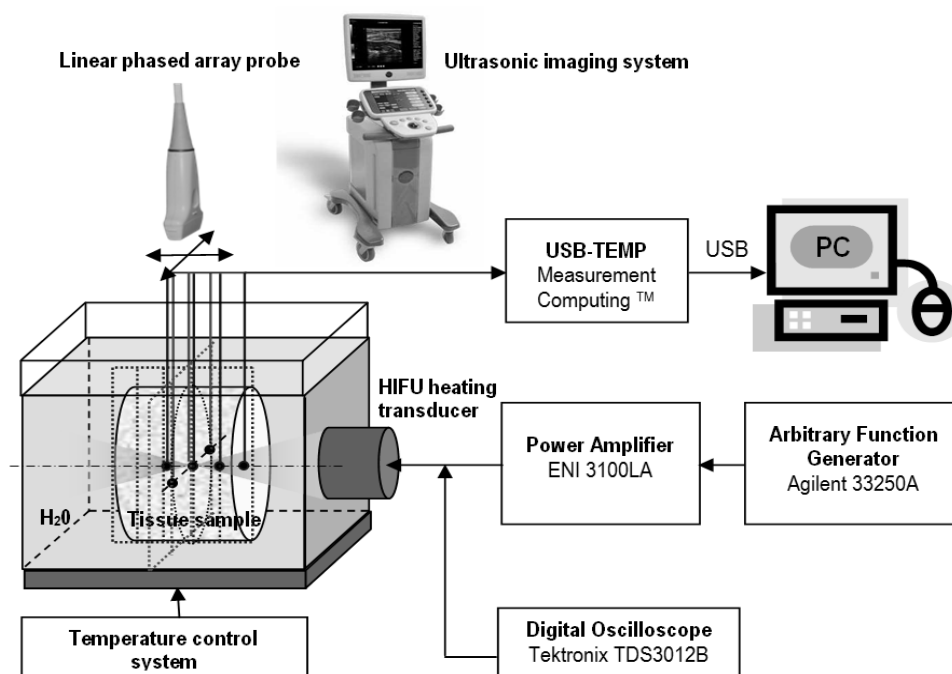 Linear phased array probe
Ultrasonic imaging system
USB-TEMP
Measurement
Computing ™
USB
PC
HIFU heating
transducer
Power Amplifier
ENI 3100LA
Arbitrary Function
Generator
Agilent 33250A
H₂0
Tissue sample
Temperature control
system
Digital Oscilloscope
Tektronix TDS3012B